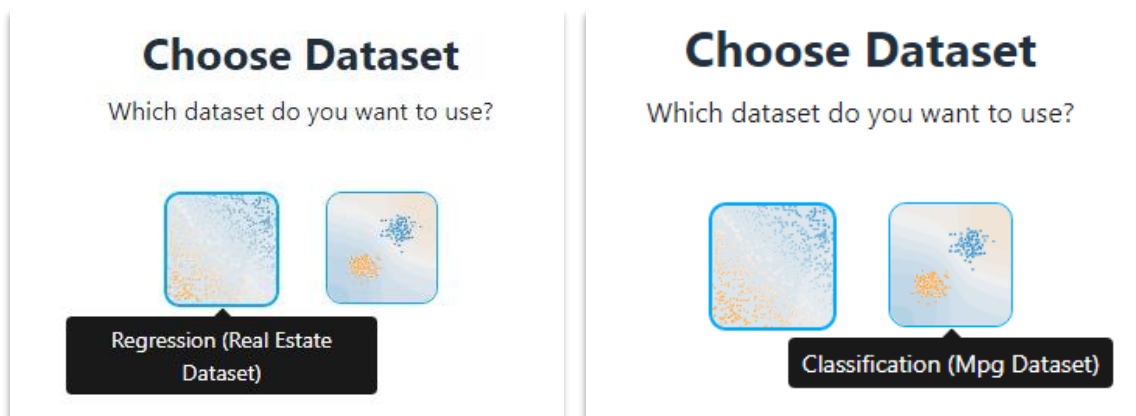 Choose Dataset
Which dataset do you want to use?
Regression (Real Estate
Dataset)
Choose Dataset
Which dataset do you want to use?
Classification (Mpg Dataset)